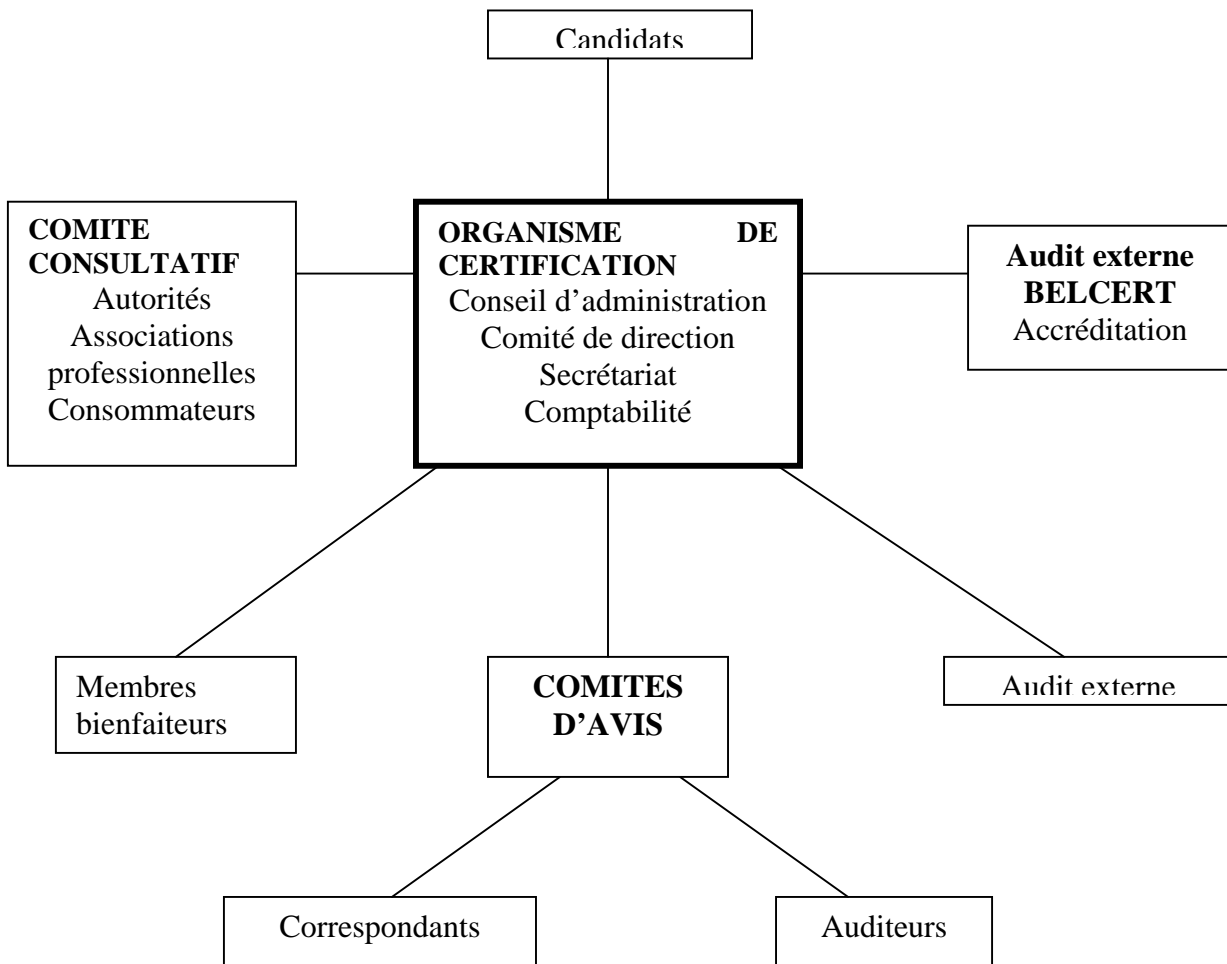 Candidats
COMITE
CONSULTATIF
Autorités
Associations
professionnelles
Consommateurs
ORGANISME DE
CERTIFICATION
Conseil d’administration
Comité de direction
Secrétariat
Comptabilité
Audit externe
BELCERT
Accréditation
Membres
bienfaiteurs
COMITES
D’AVIS
Audit externe
Correspondants
Auditeurs